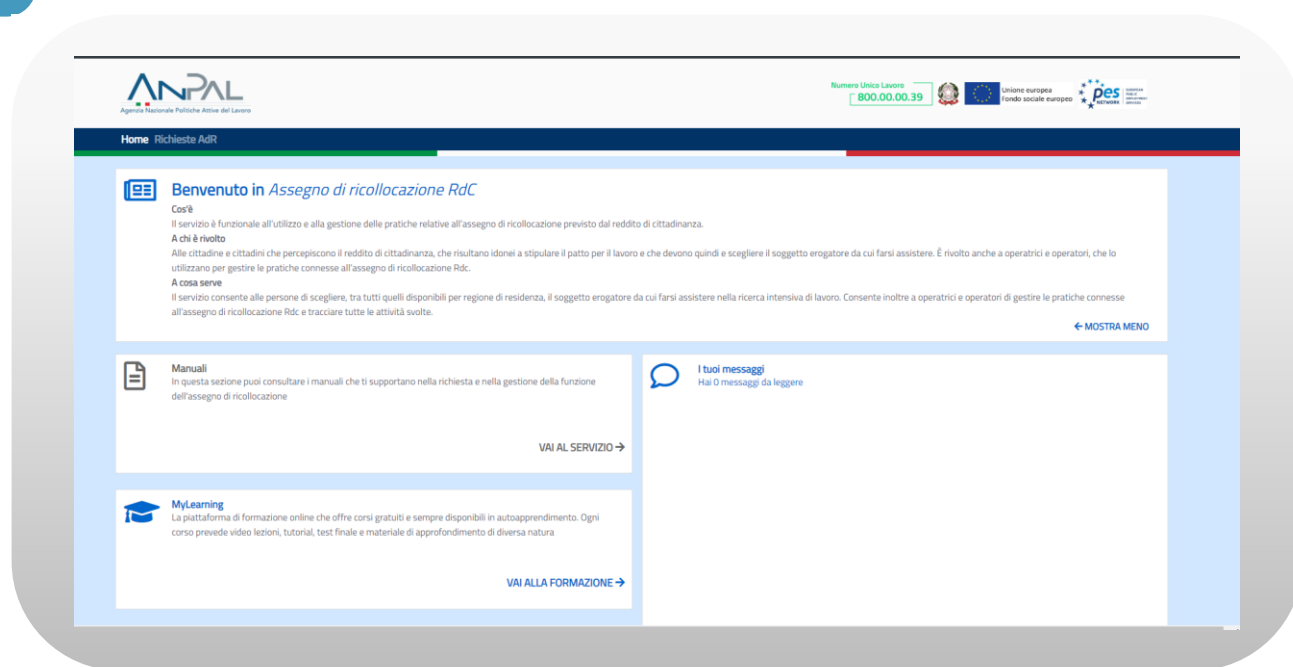 ANPAL
Agenzia Nazionale Politiche Attive del Lavoro
Numero Unico Lavoro
800.00.00.39
Unione europea
Fondo sociale europeo
pes
NETWORK
Home Richieste AdR
Benvenuto in Assegno di ricollocazione RdC
Cos'è
Il servizio è funzionale all'utilizzo e alla gestione delle pratiche relative all'assegno di ricollocazione previsto dal reddito di cittadinanza.
A chi è rivolto
Alle cittadine e cittadini che percepiscono il reddito di cittadinanza, che risultano idonei a stipulare il patto per il lavoro e che devono quindi e scegliere il soggetto erogatore da cui farsi assistere. È rivolto anche a operatrici e operatori, che lo
utilizzano per gestire le pratiche connesse all'assegno di ricollocazione Rdc.
A cosa serve
Il servizio consente alle persone di scegliere, tra tutti quelli disponibili per regione di residenza, il soggetto erogatore da cui farsi assistere nella ricerca intensiva di lavoro. Consente inoltre a operatrici e operatori di gestire le pratiche connesse
all'assegno di ricollocazione Rdc e tracciare tutte le attività svolte.
← MOSTRA MENO
Manuali
In questa sezione puoi consultare i manuali che ti supportano nella richiesta e nella gestione della funzione
dell'assegno di ricollocazione
VAI AL SERVIZIO →
I tuoi messaggi
Hai 0 messaggi da leggere
MyLearning
La piattaforma di formazione online che offre corsi gratuiti e sempre disponibili in autoapprendimento. Ogni
corso prevede video lezioni, tutorial, test finale e materiale di approfondimento di diversa natura
VAI ALLA FORMAZIONE →